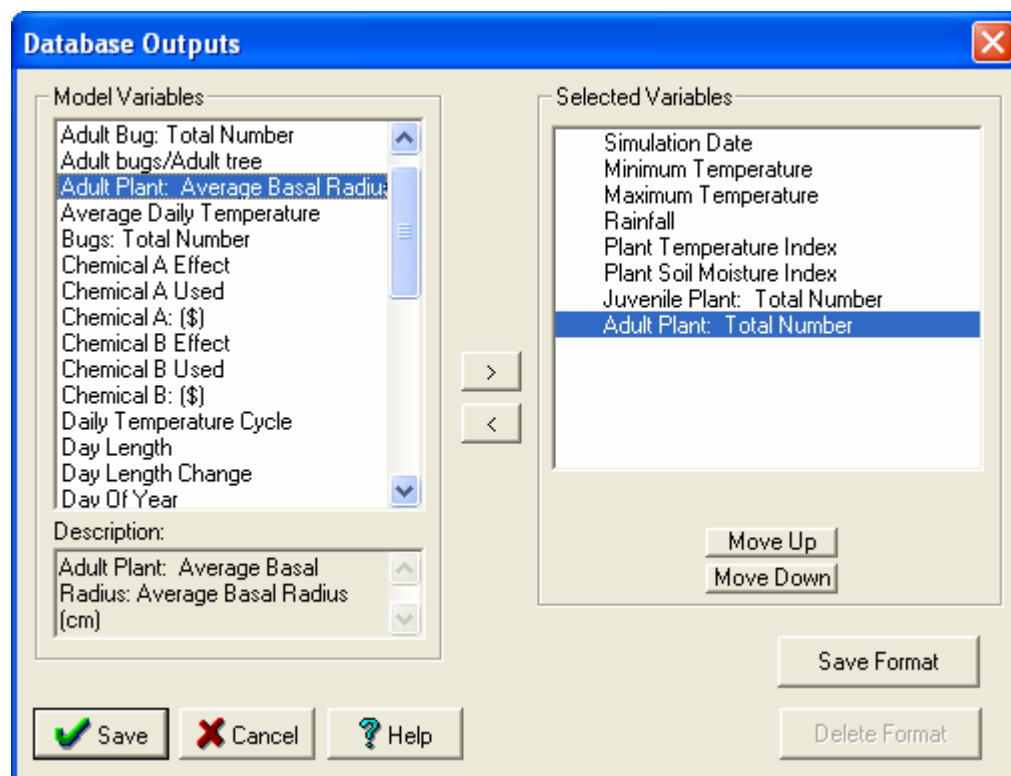 Database Outputs
Model Variables
Adult Bug: Total Number
Adult bugs/Adult tree
Adult Plant:  Average Basal Radius
Average Daily Temperature
Bugs: Total Number
Chemical A Effect
Chemical A Used
Chemical A: ($)
Chemical B Effect
Chemical B Used
Chemical B: ($)
Daily Temperature Cycle
Day Length
Day Length Change
Day Of Year
Description:
Adult Plant:  Average Basal
Radius: Average Basal Radius
(cm)
>
<
Selected Variables
Simulation Date
Minimum Temperature
Maximum Temperature
Rainfall
Plant Temperature Index
Plant Soil Moisture Index
Juvenile Plant:  Total Number
Adult Plant:  Total Number
Move Up
Move Down
Save Format
Save
Cancel
? Help
Delete Format